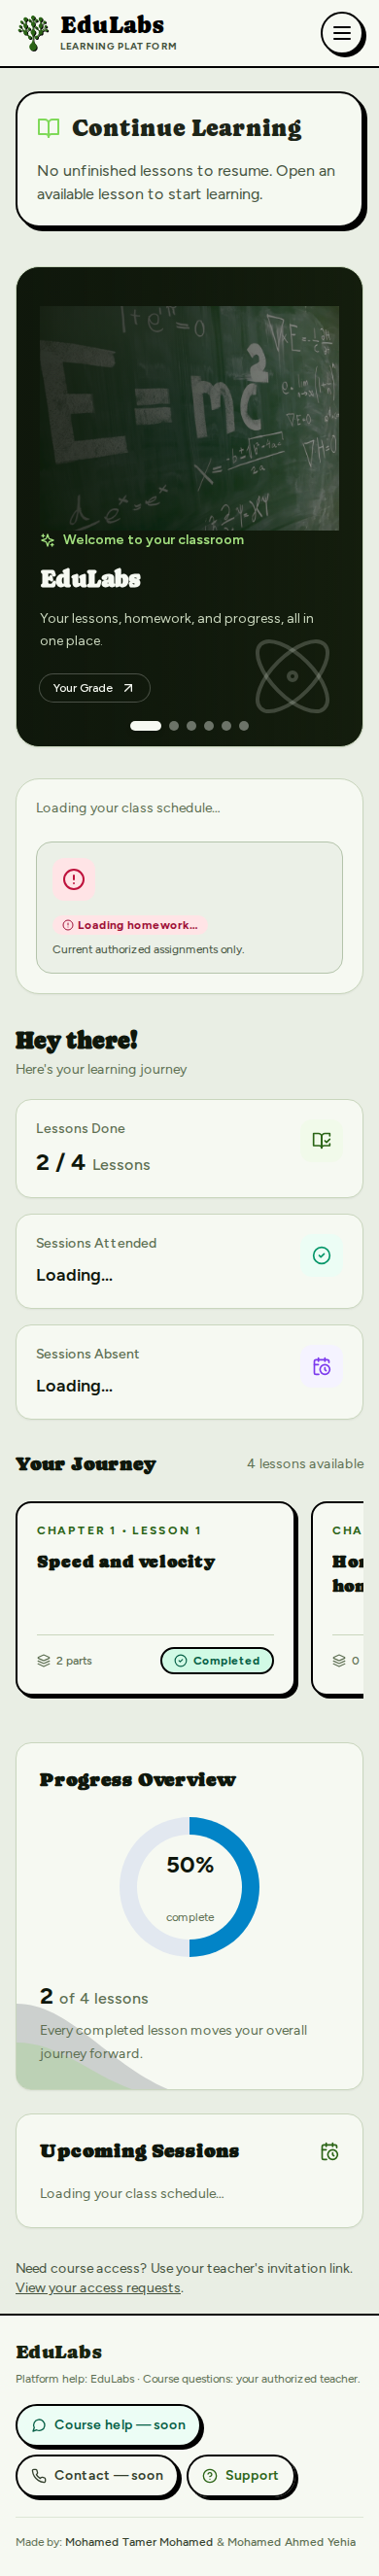 EduLabs
LEARNING PLATFORM
Continue Learning
No unfinished lessons to resume. Open an
available lesson to start learning.
E = mc²
Welcome to your classroom
EduLabs
Your lessons, homework, and progress, all in
one place.
Your Grade
Loading your class schedule...
Loading homework...
Current authorized assignments only.
Hey there!
Here's your learning journey
Lessons Done
2 / 4 Lessons
Sessions Attended
Loading...
Sessions Absent
Loading...
Your Journey
4 lessons available
CHAPTER 1 • LESSON 1
Speed and velocity
2 parts
Completed
CHA
0
Progress Overview
50%
complete
2 of 4 lessons
Every completed lesson moves your overall
journey forward.
Upcoming Sessions
Loading your class schedule...
Need course access? Use your teacher's invitation link.
View your access requests.
EduLabs
Platform help: EduLabs · Course questions: your authorized teacher.
Course help — soon
Contact — soon
Support
Made by: Mohamed Tamer Mohamed & Mohamed Ahmed Yehia